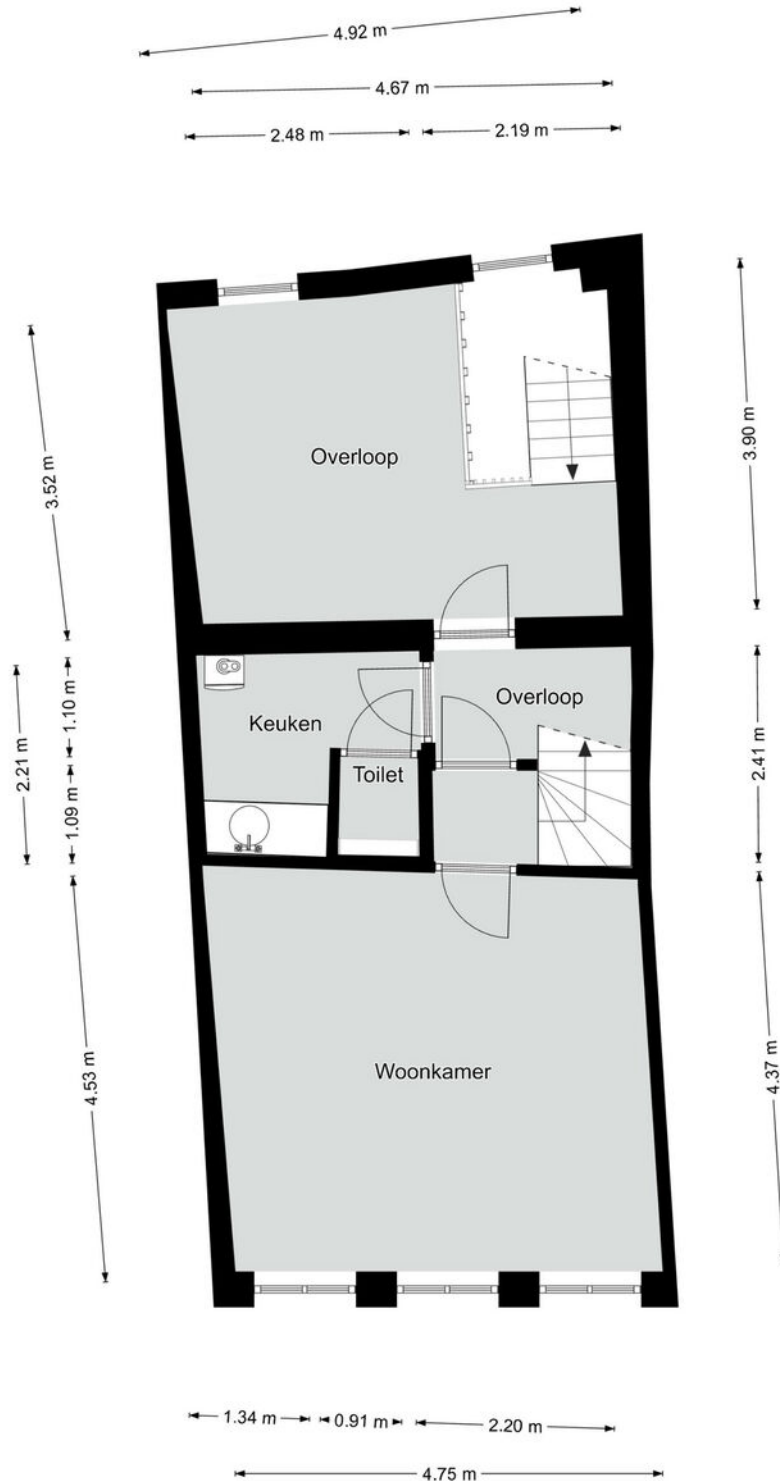 4.92 m
4.67 m
2.48 m
2.19 m
3.52 m
3.90 m
Overloop
Overloop
Keuken
Toilet
1.10 m
2.21 m
1.09 m
2.41 m
4.53 m
4.37 m
Woonkamer
1.34 m
0.91 m
2.20 m
4.75 m